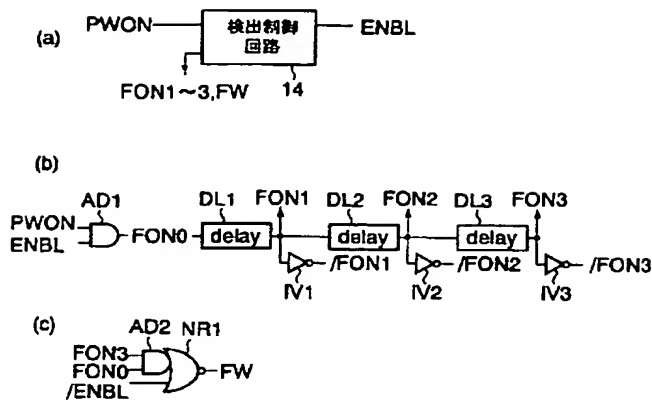 (a)
PWON
検出制御
回路
ENBL
FON1～3,FW
14
(b)
AD1
PWON
ENBL
FON0
DL1
delay
FON1
/FON1
IV1
DL2
delay
FON2
/FON2
IV2
DL3
delay
FON3
/FON3
IV3
(c)
AD2
NR1
FON3
FON0
/ENBL
FW